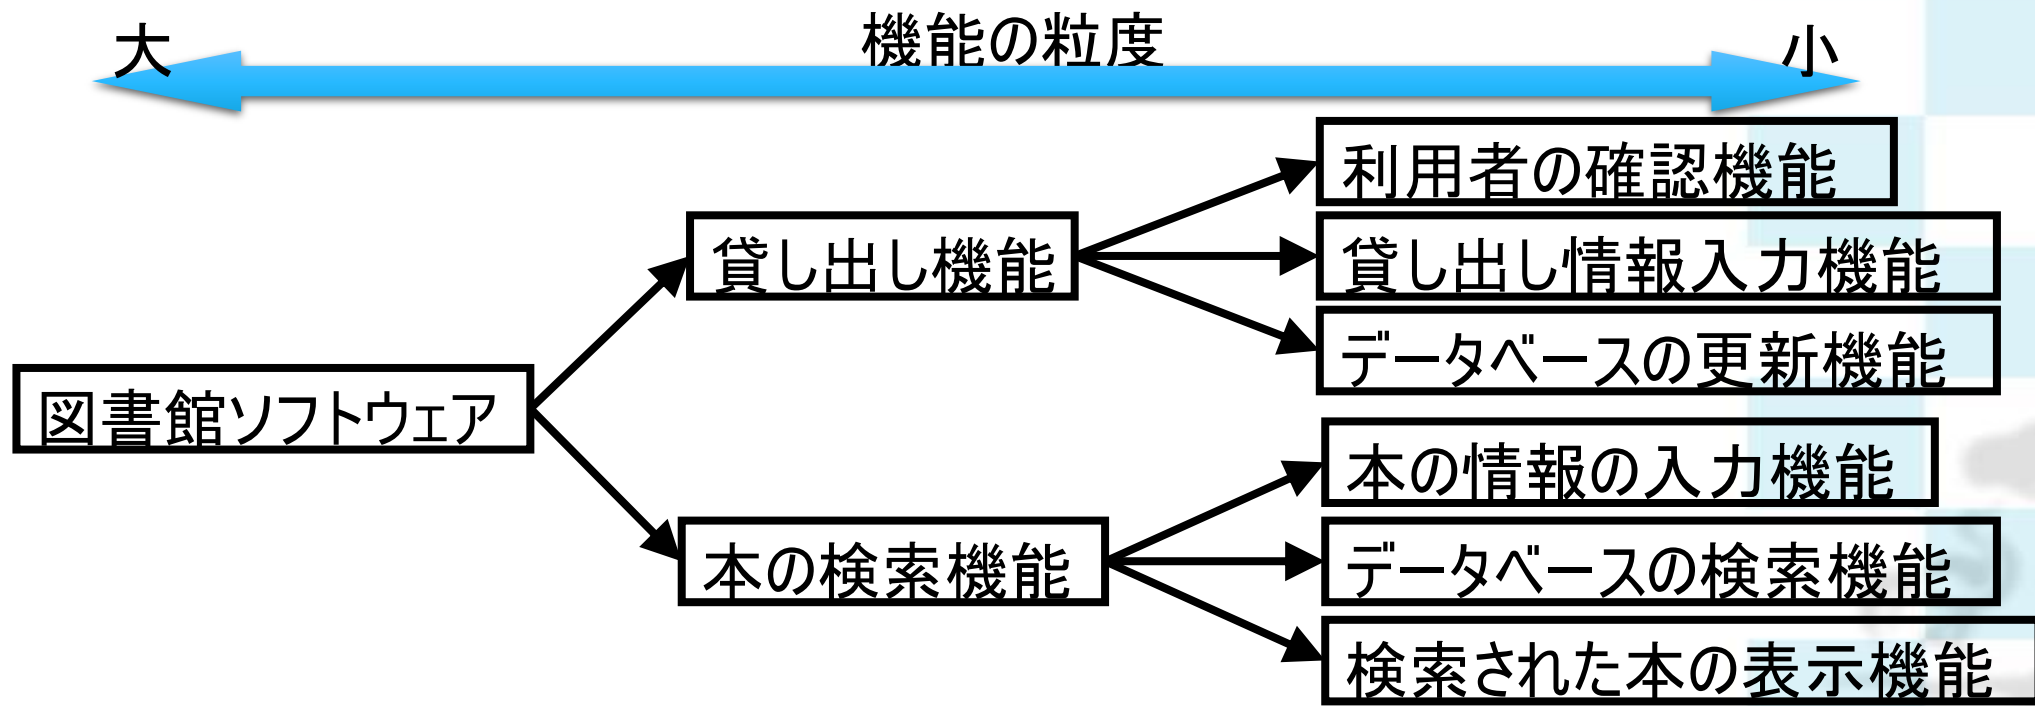 大
機能の粒度
小
利用者の確認機能
貸し出し機能
貸し出し情報入力機能
データベースの更新機能
図書館ソフトウェア
本の情報の入力機能
本の検索機能
データベースの検索機能
検索された本の表示機能